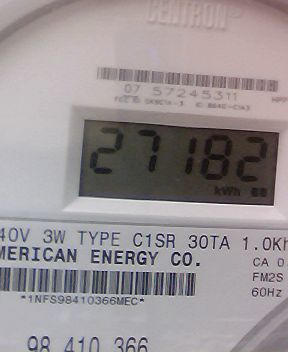 CENTRON®
07 57245311
27182
kWh
40V 3W TYPE C1SR 30TA 1.0Kh
MERICAN ENERGY CO.
CA 0
FM2S
60Hz
*1NFS98410366MEC*
98 410 366